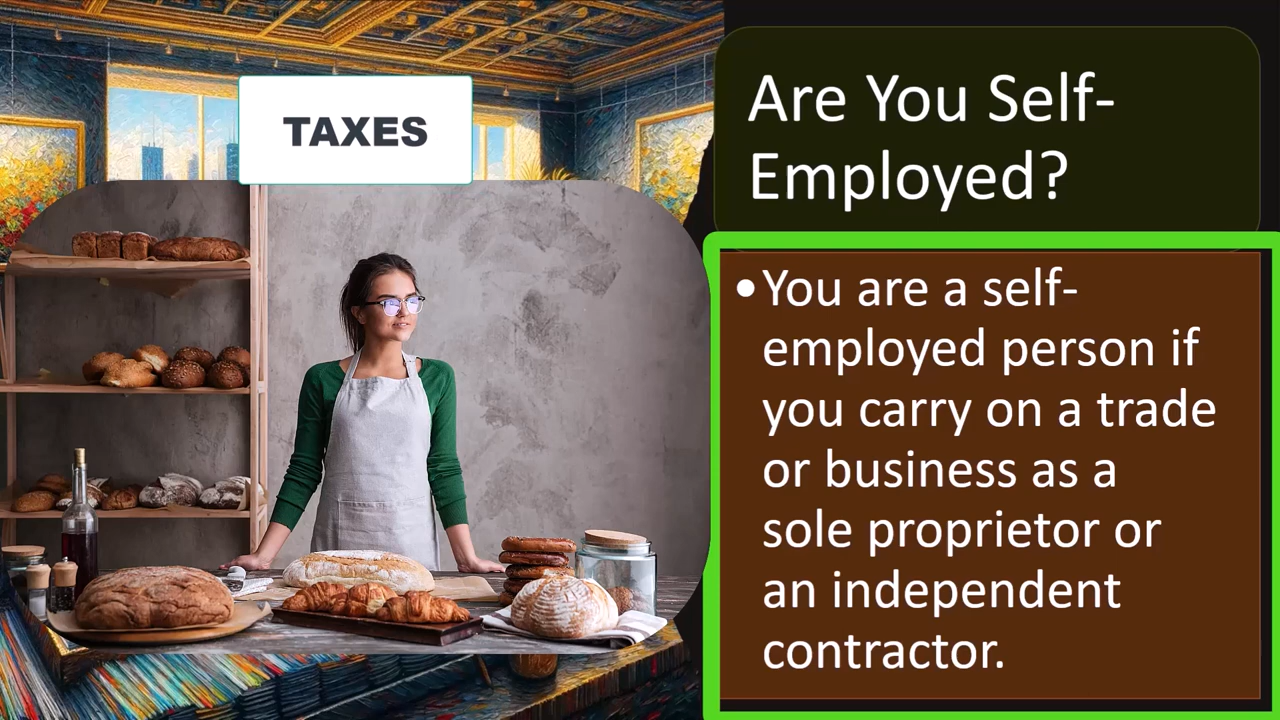 TAXES
Are You Self-
Employed?
•You are a self-
employed person if
you carry on a trade
or business as a
sole proprietor or
an independent
contractor.